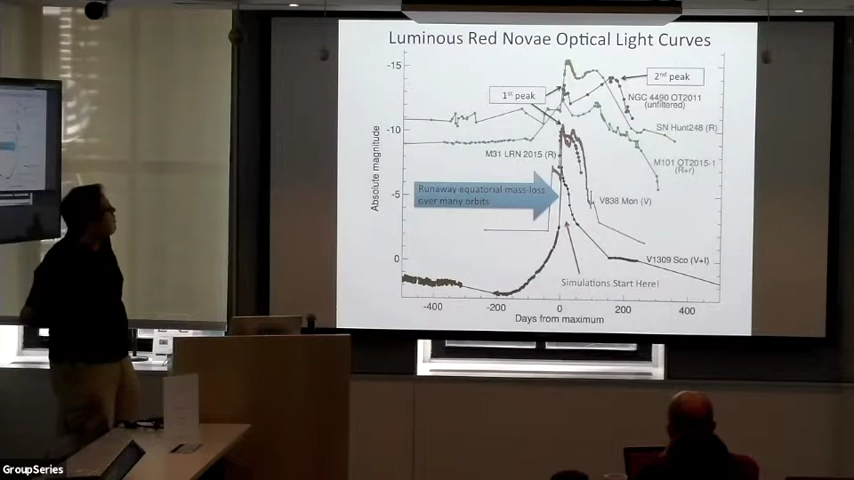 Luminous Red Novae Optical Light Curves
-15
-10
-5
0
Absolute magnitude
1st peak
2nd peak
NGC 4490 OT2011
(unfiltered)
SN Hunt248 (R)
M31 LRN 2015 (R)
M101 OT2015-1
(R+r)
Runaway equatorial mass-loss
over many orbits
V838 Mon (V)
V1309 Sco (V+I)
Simulations Start Here!
-400
-200
0
200
400
Days from maximum
GroupSeries